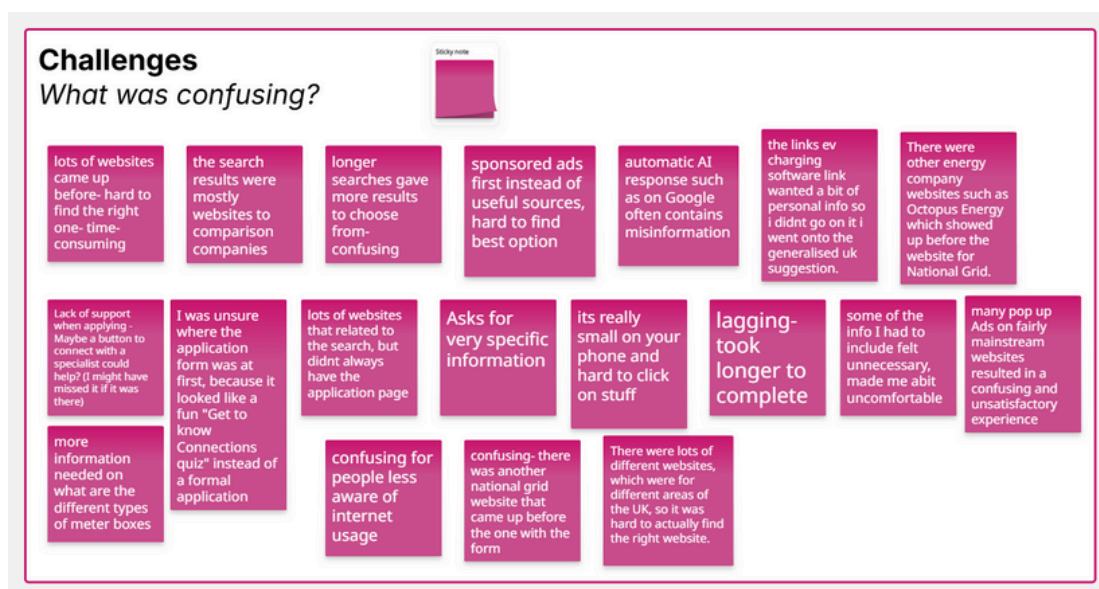 Challenges
What was confusing?
Sticky note
lots of websites
came up
before- hard to
find the right
one- time-
consuming
the search
results were
mostly
websites to
comparison
companies
longer
searches gave
more results
to choose
from-
confusing
sponsored ads
first instead of
useful sources,
hard to find
best option
automatic AI
response such
as on Google
often contains
misinformation
the links ev
charging
software link
wanted a bit of
personal info so
i didnt go on it i
went onto the
generalised uk
suggestion.
There were
other energy
company
websites such as
Octopus Energy
which showed
up before the
website for
National Grid.
Lack of support
when applying -
Maybe a button to
connect with a
specialist could
help? (I might have
missed it if it was
there)
I was unsure
where the
application
form was at
first, because it
looked like a
fun "Get to
know
Connections
quiz" instead of
a formal
application
lots of websites
that related to
the search, but
didnt always
have the
application page
Asks for
very specific
information
its really
small on your
phone and
hard to click
on stuff
lagging-
took
longer to
complete
some of the
info I had to
include felt
unnecessary,
made me abit
uncomfortable
many pop up
Ads on fairly
mainstream
websites
resulted in a
confusing and
unsatisfactory
experience
more
information
needed on
what are the
different types
of meter boxes
confusing for
people less
aware of
internet
usage
confusing- there
was another
national grid
website that
came up before
the one with the
form
There were lots of
different websites,
which were for
different areas of
the UK, so it was
hard to actually find
the right website.